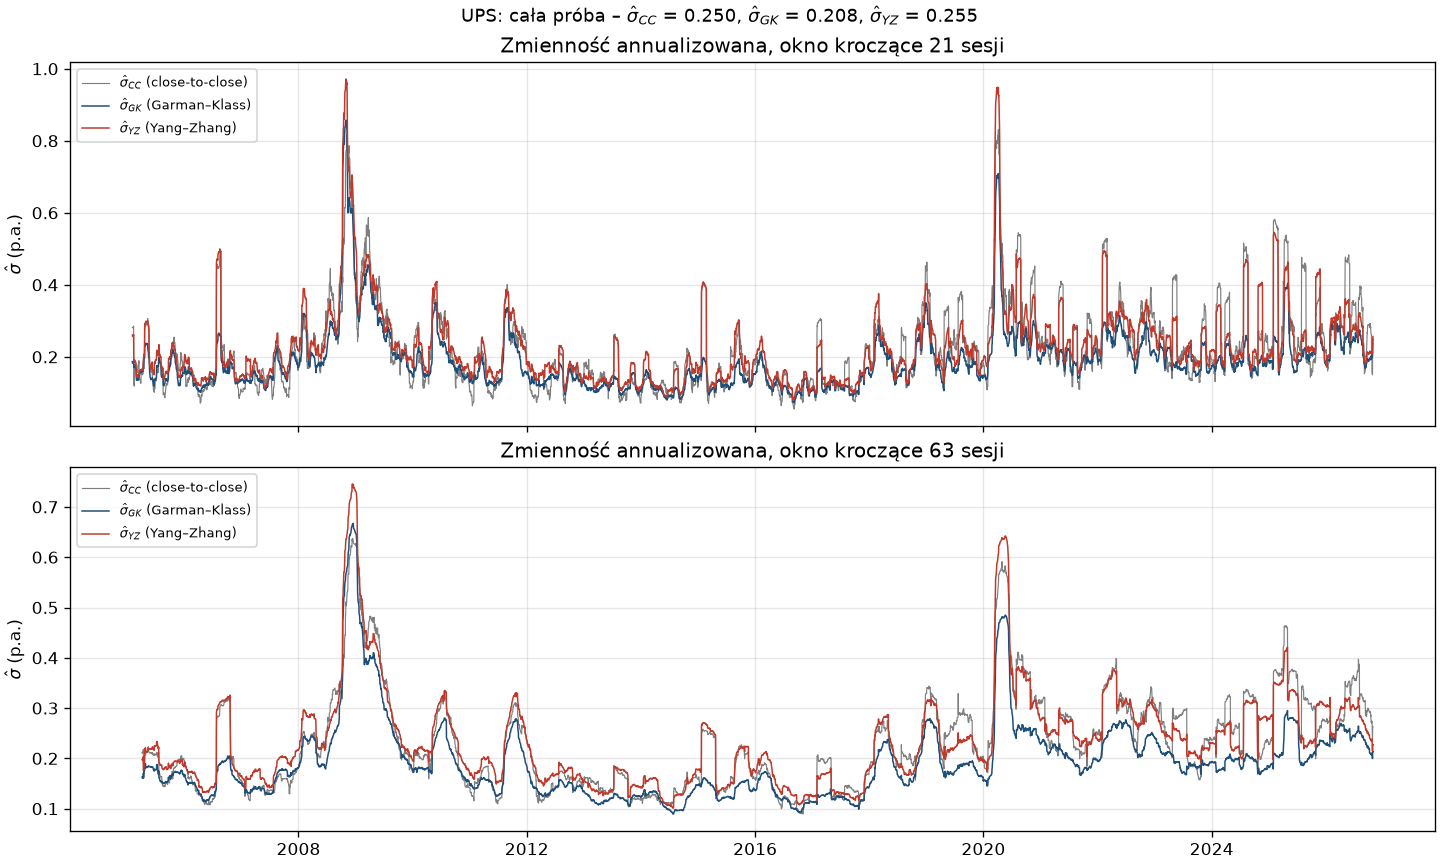 UPS: cała próba – σ̂CC = 0.250, σ̂GK = 0.208, σ̂YZ = 0.255
Zmienność annualizowana, okno kroczące 21 sesji
σ̂CC (close-to-close)
σ̂GK (Garman–Klass)
σ̂YZ (Yang–Zhang)
σ̂ (p.a.)
1.0
0.8
0.6
0.4
0.2
Zmienność annualizowana, okno kroczące 63 sesji
σ̂CC (close-to-close)
σ̂GK (Garman–Klass)
σ̂YZ (Yang–Zhang)
σ̂ (p.a.)
0.7
0.6
0.5
0.4
0.3
0.2
0.1
2008 2012 2016 2020 2024